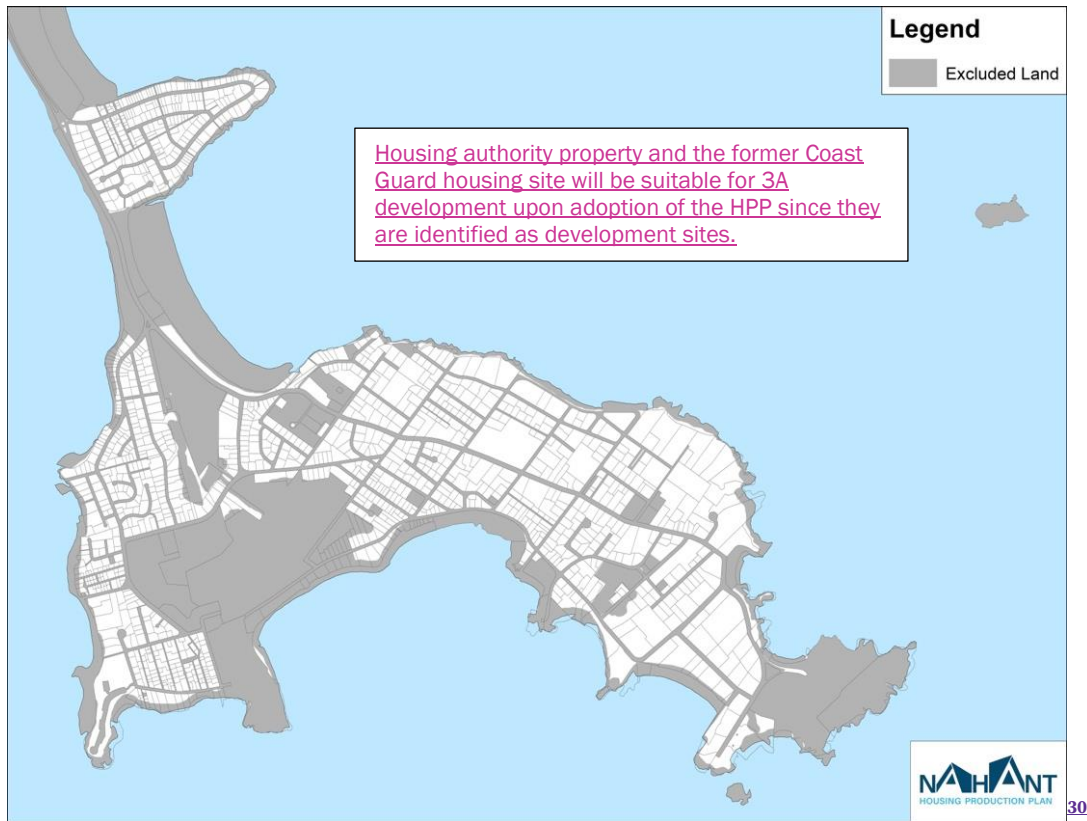 Legend
Excluded Land
Housing authority property and the former Coast
Guard housing site will be suitable for 3A
development upon adoption of the HPP since they
are identified as development sites.
NAHANT
HOUSING PRODUCTION PLAN
30